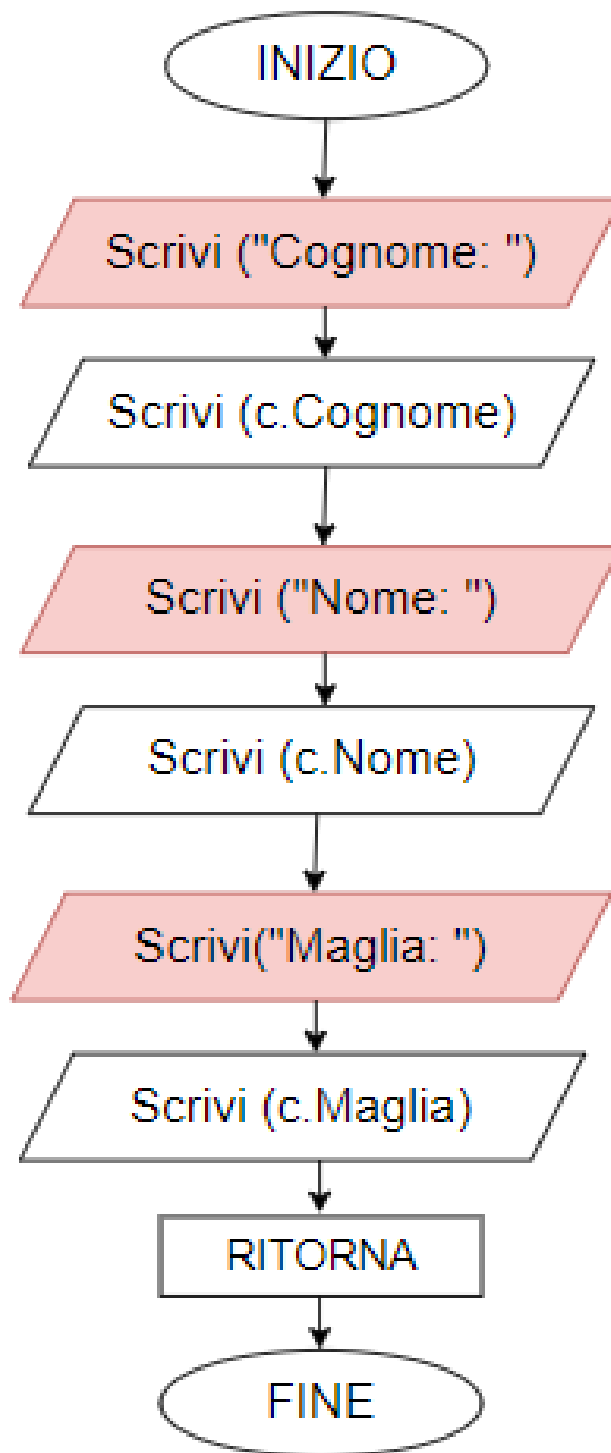 INIZIO
Scrivi ("Cognome: ")
Scrivi (c.Cognome)
Scrivi ("Nome: ")
Scrivi (c.Nome)
Scrivi("Maglia: ")
Scrivi (c.Maglia)
RITORNA
FINE